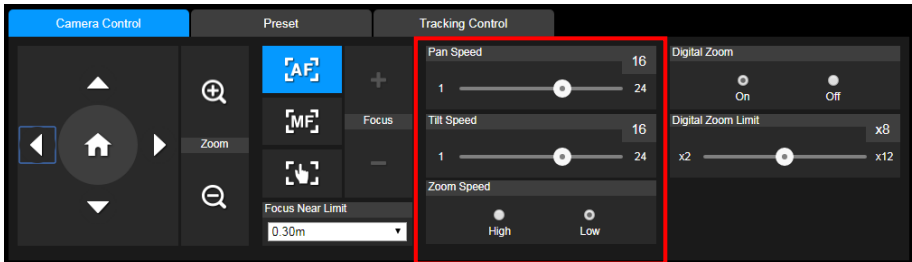 Camera Control
Preset
Tracking Control
Zoom
AF
MF
Focus
Focus Near Limit
0.30m
Pan Speed
16
1 24
Tilt Speed
16
1 24
Zoom Speed
High Low
Digital Zoom
On Off
Digital Zoom Limit
x8
x2 x12